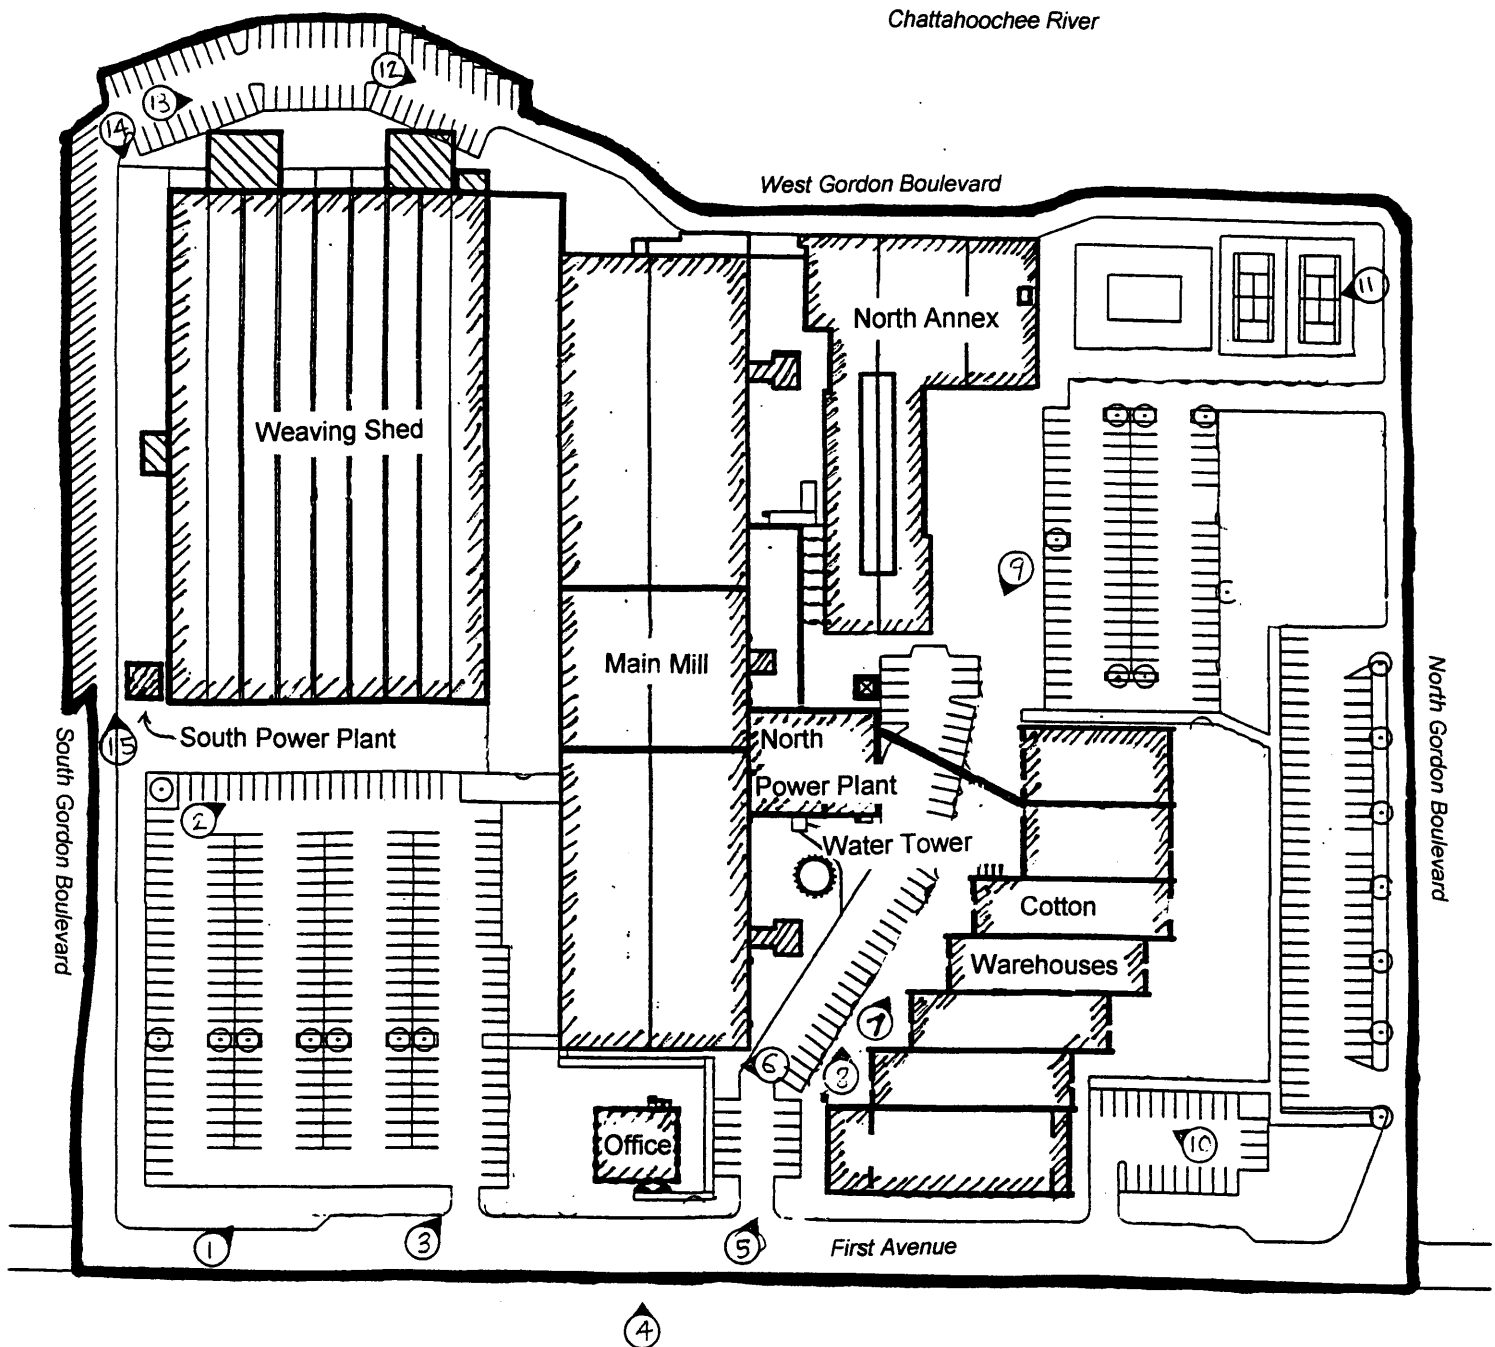 Chattahoochee River
12
13
14
West Gordon Boulevard
11
North Annex
Weaving Shed
9
Main Mill
South Power Plant
15
North
Power Plant
2
Water Tower
South Gordon Boulevard
North Gordon Boulevard
Cotton
Warehouses
7
6
8
Office
10
1
3
5
First Avenue
4